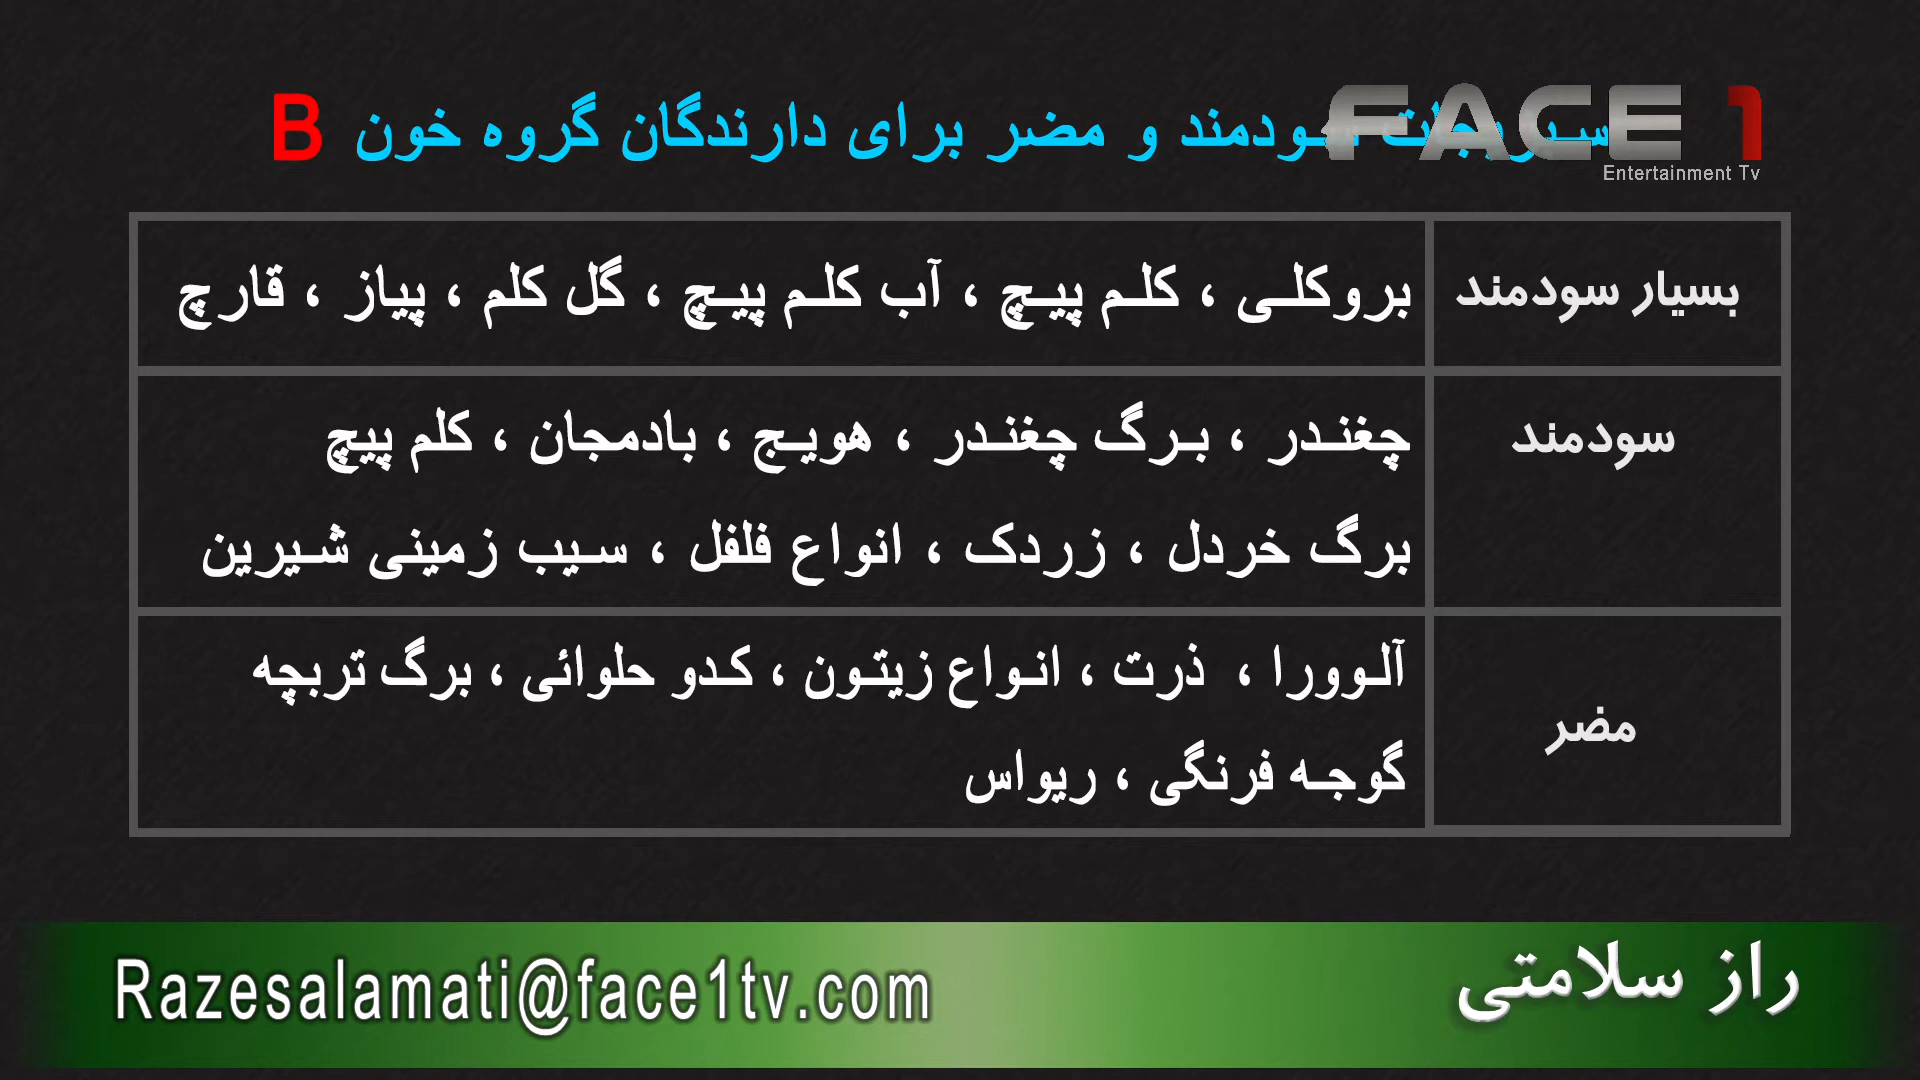 FACE 1
Entertainment Tv
سودمند و مضر برای دارندگان گروه خون B
بسیار سودمند
بروکلی ، کلم پیچ ، آب کلم پیچ ، گل کلم ، پیاز ، قارچ
سودمند
چغندر ، برگ چغندر ، هویج ، بادمجان ، کلم پیچ
برگ خردل ، زردک ، انواع فلفل ، سیب زمینی شیرین
مضر
آلوورا ، ذرت ، انواع زیتون ، کدو حلوائی ، برگ تربچه
گوجه فرنگی ، ریواس
راز سلامتی
Razesalamati@face1tv.com